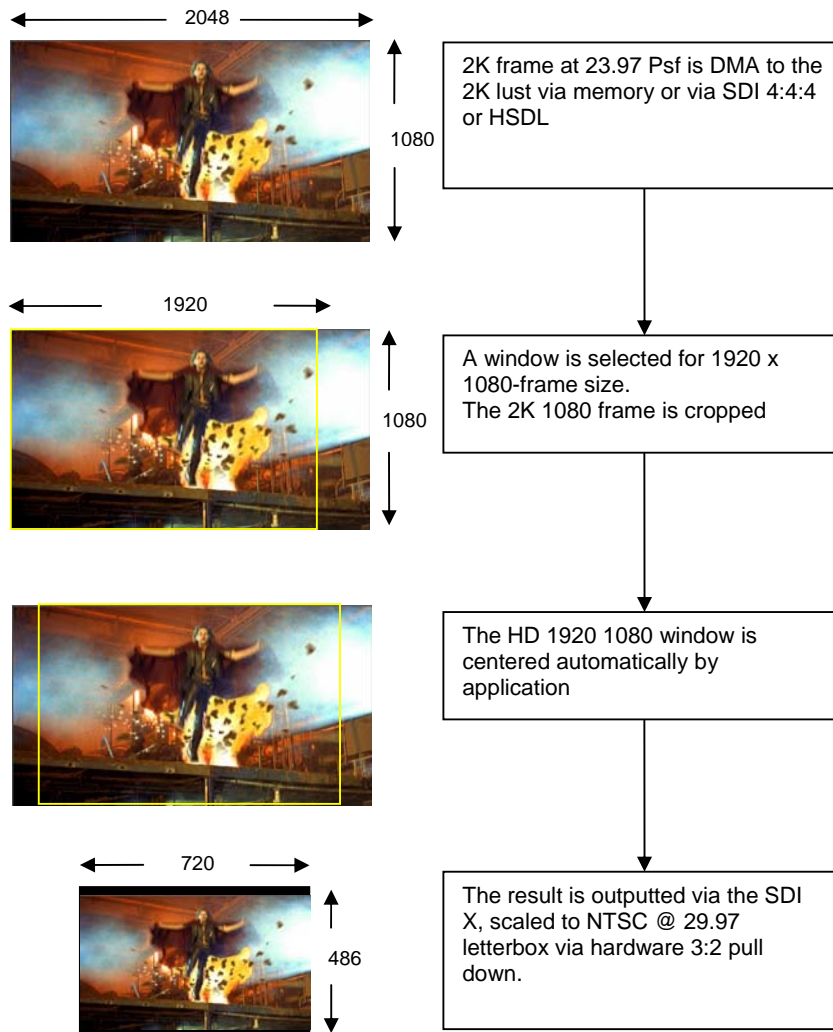 2048
1080
2K frame at 23.97 Psf is DMA to the
2K lust via memory or via SDI 4:4:4
or HSDL
1920
1080
A window is selected for 1920 x
1080-frame size.
The 2K 1080 frame is cropped
The HD 1920 1080 window is
centered automatically by
application
720
486
The result is outputted via the SDI
X, scaled to NTSC @ 29.97
letterbox via hardware 3:2 pull
down.